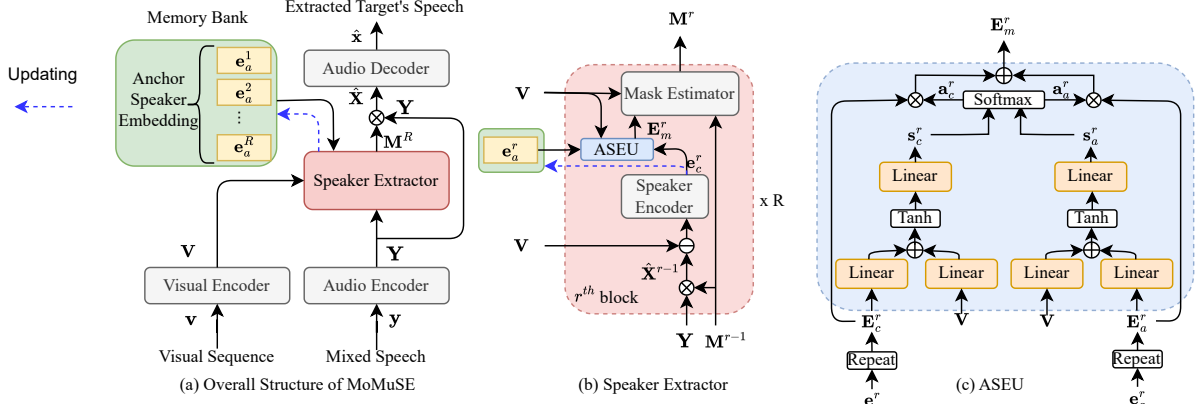 Memory Bank
Extracted Target's Speech
x̂
Updating
Anchor
Speaker
Embedding
e_a^1
e_a^2
⋮
e_a^R
Audio Decoder
X̂
Y
M^R
Speaker Extractor
V
Y
Visual Encoder
Audio Encoder
v
y
Visual Sequence
Mixed Speech
(a) Overall Structure of MoMuSE
M^r
V
Mask Estimator
E_m^r
e_a^r
ASEU
e_c^r
Speaker
Encoder
x R
V
X̂^{r-1}
r^{th} block
Y
M^{r-1}
(b) Speaker Extractor
E_m^r
a_c^r
Softmax
a_a^r
s_c^r
s_a^r
Linear
Linear
Tanh
Tanh
Linear
Linear
Linear
Linear
E_c^r
V
V
E_a^r
Repeat
Repeat
(c) ASEU